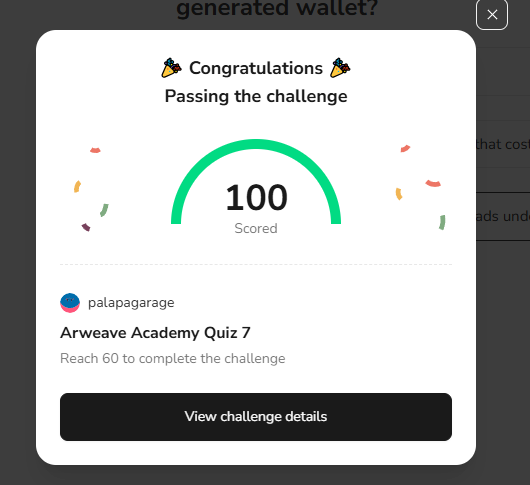 generated wallet?
🎉 Congratulations 🎉
Passing the challenge
that cost
100
Scored
ads unde
palapagarage
Arweave Academy Quiz 7
Reach 60 to complete the challenge
View challenge details